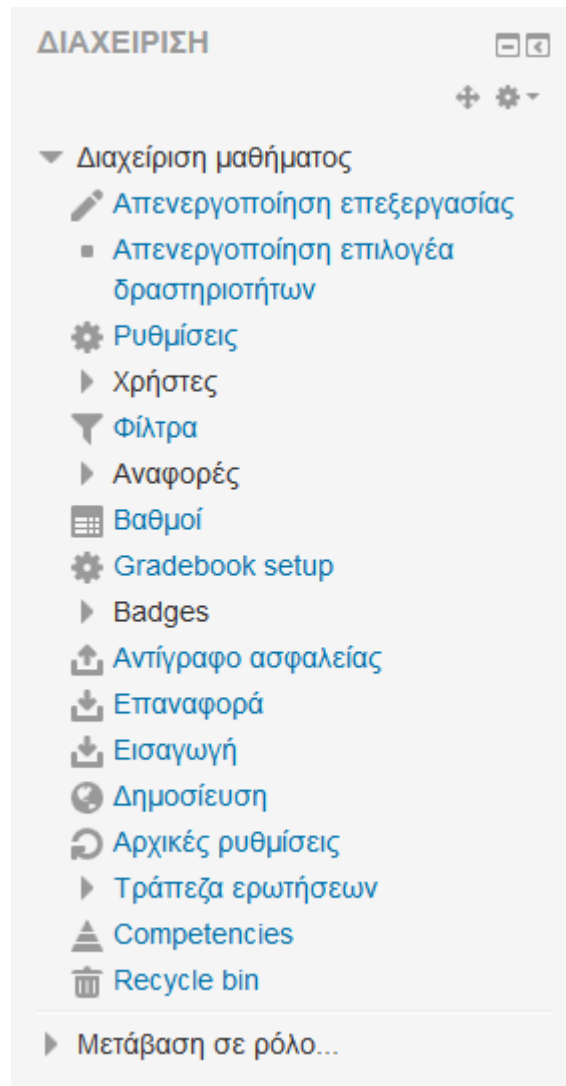 ΔΙΑΧΕΙΡΙΣΗ
Διαχείριση μαθήματος
Απενεργοποίηση επεξεργασίας
Απενεργοποίηση επιλογέα
δραστηριοτήτων
Ρυθμίσεις
Χρήστες
Φίλτρα
Αναφορές
Βαθμοί
Gradebook setup
Badges
Αντίγραφο ασφαλείας
Επαναφορά
Εισαγωγή
Δημοσίευση
Αρχικές ρυθμίσεις
Τράπεζα ερωτήσεων
Competencies
Recycle bin
Μετάβαση σε ρόλο...